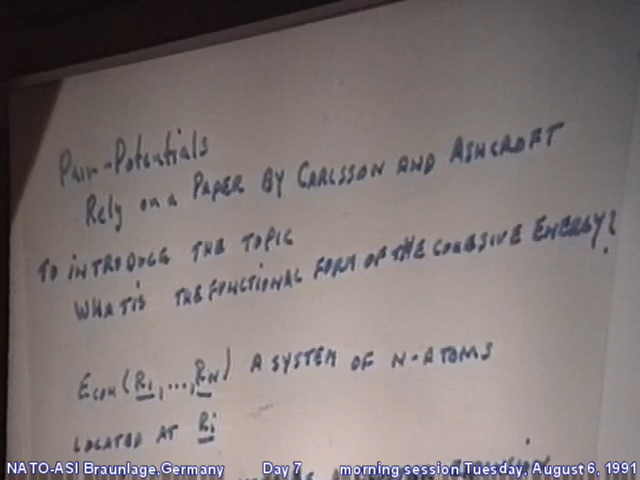 Pair-Potentials
Rely on a PAPER BY CARLSSON AND ASHCROFT
TO INTRODUCE THE TOPIC
WHAT IS THE FUNCTIONAL FORM OF THE COHESIVE ENERGY?
ECOH (R1, ..., RN) A SYSTEM OF N-ATOMS
LOCATED AT Ri
EXPANSION
NATO-ASI Braunlage,Germany Day 7 morning session Tuesday, August 6, 1991